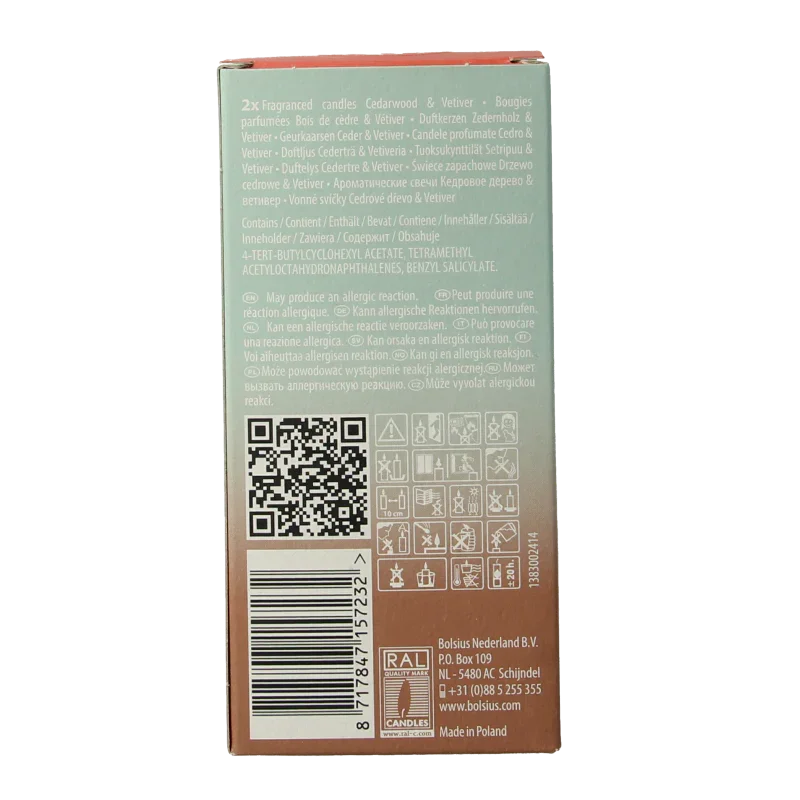 2x Fragranced candles Cedarwood & Vetiver • Bougies
parfumées Bois de cèdre & Vétiver • Duftkerzen Zedernholz &
Vetiver • Geurkaarsen Ceder & Vetiver • Candele profumate Cedro &
Vetiver • Doftljus Cederträ & Vetiveria • Tuoksukynttilät Setripuu &
Vetiver • Duftelys Cedertre & Vetiver • Świece zapachowe Drzewo
cedrowe & Vetiver • Ароматические свечи Кедровое дерево &
ветивер • Vonné svíčky Cedrové dřevo & Vetiver
Contains / Contient / Enthält / Bevat / Contiene / Innehåller / Sisältää /
Inneholder / Zawiera / Содержит / Obsahuje
4-TERT-BUTYLCYCLOHEXYL ACETATE, TETRAMETHYL
ACETYLOCTAHYDRONAPHTHALENES, BENZYL SALICYLATE.
EN May produce an allergic reaction. FR Peut produire une
réaction allergique. DE Kann allergische Reaktionen hervorrufen.
NL Kan een allergische reactie veroorzaken. IT Può provocare
una reazione allergica. SV Kan orsaka en allergisk reaktion. FI
Voi aiheuttaa allergisen reaktion. NO Kan gi en allergisk reaksjon.
PL Może powodować wystąpienie reakcji alergicznej. RU Может
вызвать аллергическую реакцию. CZ Může vyvolat alergickou
reakci.
10 cm
± 20 h.
1383002414
8 717847 157232 >
RAL
QUALITY MARK
CANDLES
www.ral-c.com
Bolsius Nederland B.V.
P.O. Box 109
NL - 5480 AC Schijndel
+31 (0)88 5 255 355
www.bolsius.com
Made in Poland